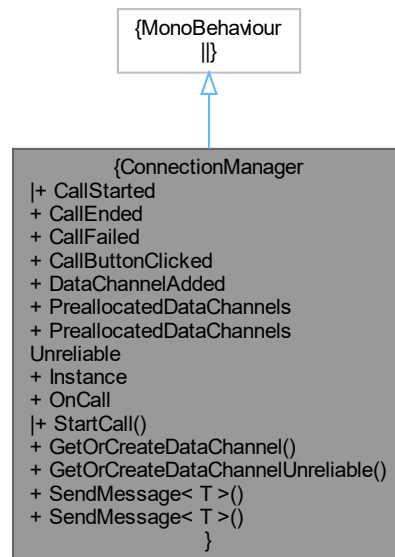 {MonoBehaviour
||}
{ConnectionManager
|+ CallStarted
+ CallEnded
+ CallFailed
+ CallButtonClicked
+ DataChannelAdded
+ PreallocatedDataChannels
+ PreallocatedDataChannels
Unreliable
+ Instance
+ OnCall
|+ StartCall()
+ GetOrCreateDataChannel()
+ GetOrCreateDataChannelUnreliable()
+ SendMessage< T >()
+ SendMessage< T >()
}